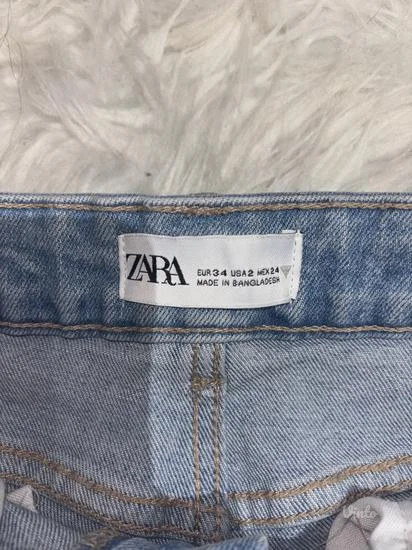 ZARA
EUR 34 USA 2 MEX 24
MADE IN BANGLADESH